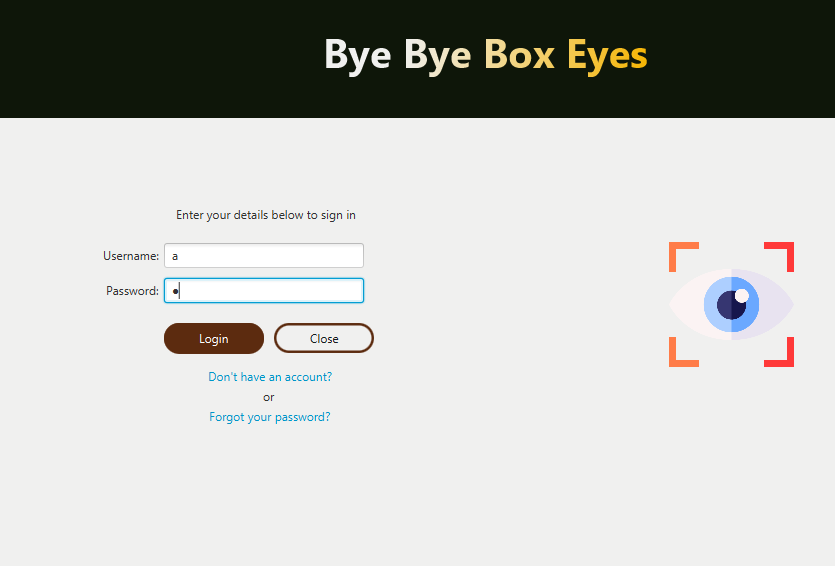 Bye Bye Box Eyes
Enter your details below to sign in
Username: a
Password: ●
Login Close
Don't have an account?
or
Forgot your password?